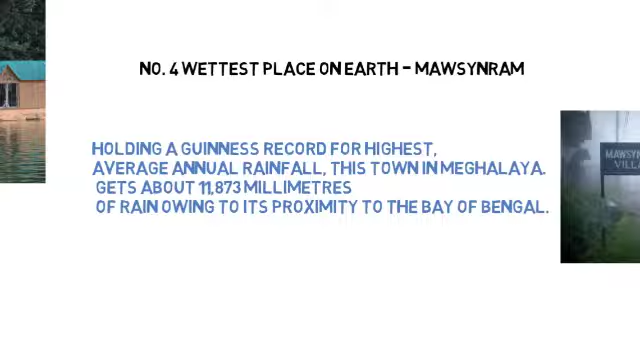 NO. 4 WETTEST PLACE ON EARTH - MAWSYNRAM
HOLDING A GUINNESS RECORD FOR HIGHEST,
AVERAGE ANNUAL RAINFALL, THIS TOWN IN MEGHALAYA.
GETS ABOUT 11,873 MILLIMETRES
OF RAIN OWING TO ITS PROXIMITY TO THE BAY OF BENGAL.